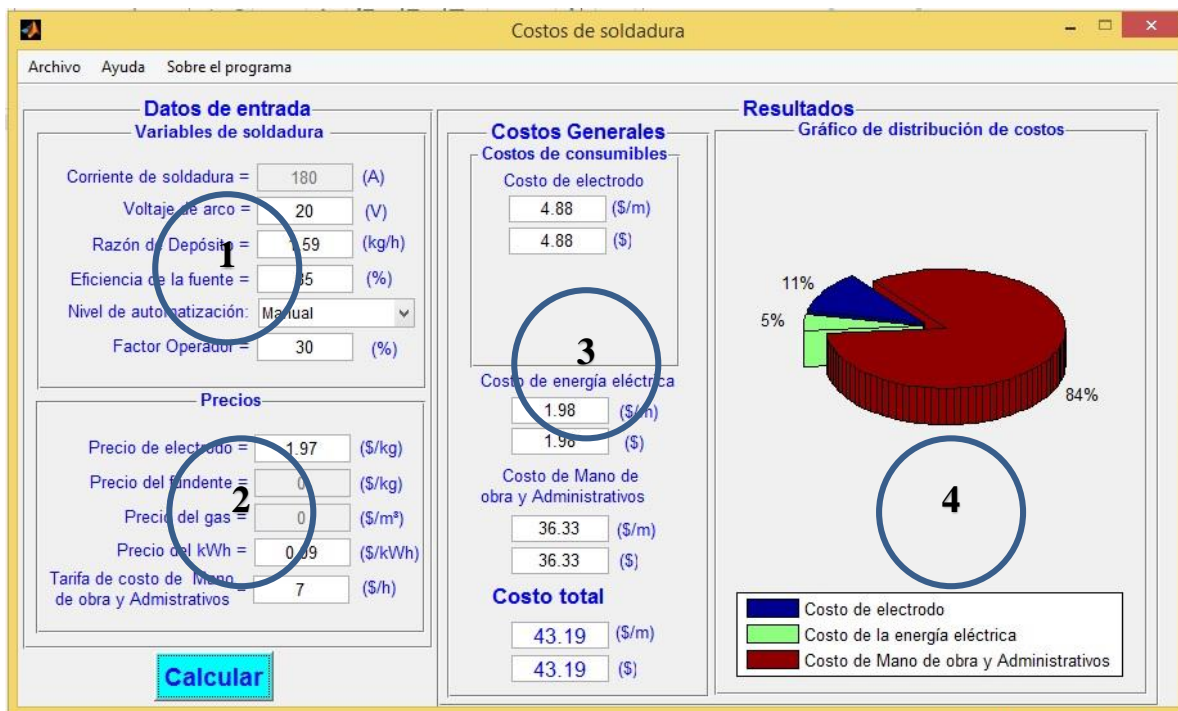 Costos de soldadura
Archivo Ayuda Sobre el programa
Datos de entrada
Variables de soldadura
Corriente de soldadura = 180 (A)
Voltaje de arco = 20 (V)
Razón de Depósito = 1.59 (kg/h)
Eficiencia de la fuente = (%)
Nivel de automatización: Manual
Factor Operador = 30 (%)
1
Precios
Precio de electrodo = 1.97 ($/kg)
Precio del fundente = 0 ($/kg)
Precio del gas = 0 ($/m³)
Precio del kWh = 0.09 ($/kWh)
Tarifa de costo de Mano
de obra y Admistrativos = 7 ($/h)
2
Calcular
Resultados
Costos Generales
Costos de consumibles
Costo de electrodo
4.88 ($/m)
4.88 ($)
3
Costo de energía eléctrica
1.98 ($/m)
1.98 ($)
Costo de Mano de
obra y Administrativos
36.33 ($/m)
36.33 ($)
Costo total
43.19 ($/m)
43.19 ($)
Gráfico de distribución de costos
11%
5%
84%
4
Costo de electrodo
Costo de la energía eléctrica
Costo de Mano de obra y Administrativos